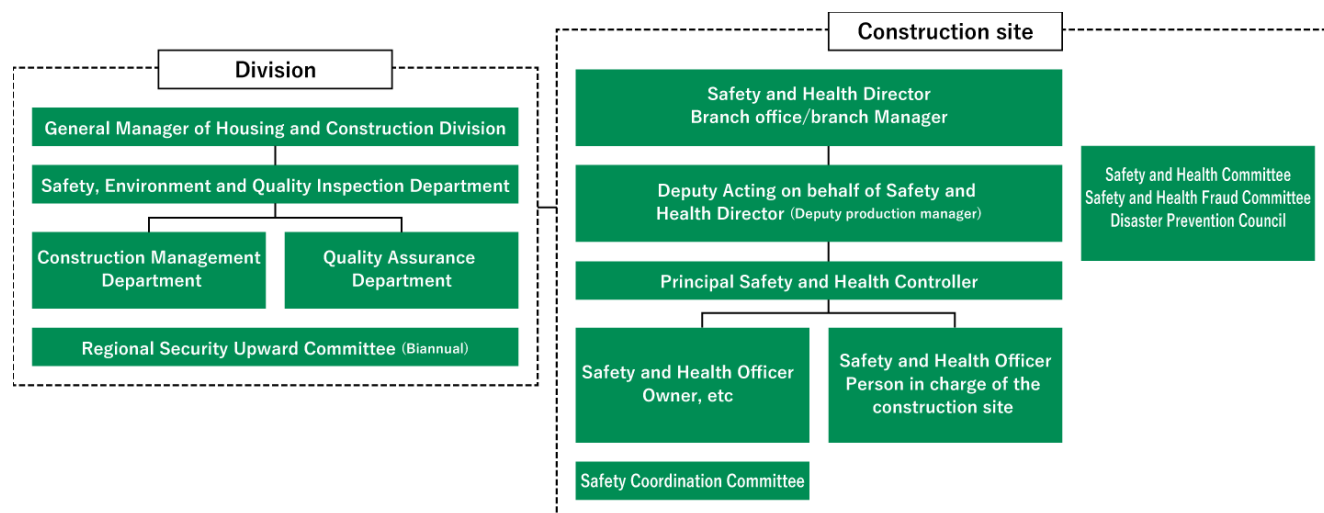 Division
General Manager of Housing and Construction Division
Safety, Environment and Quality Inspection Department
Construction Management
Department
Quality Assurance
Department
Regional Security Upward Committee (Biannual)
Construction site
Safety and Health Director
Branch office/branch Manager
Deputy Acting on behalf of Safety and
Health Director (Deputy production manager)
Principal Safety and Health Controller
Safety and Health Officer
Owner, etc
Safety and Health Officer
Person in charge of the
construction site
Safety Coordination Committee
Safety and Health Committee
Safety and Health Fraud Committee
Disaster Prevention Council